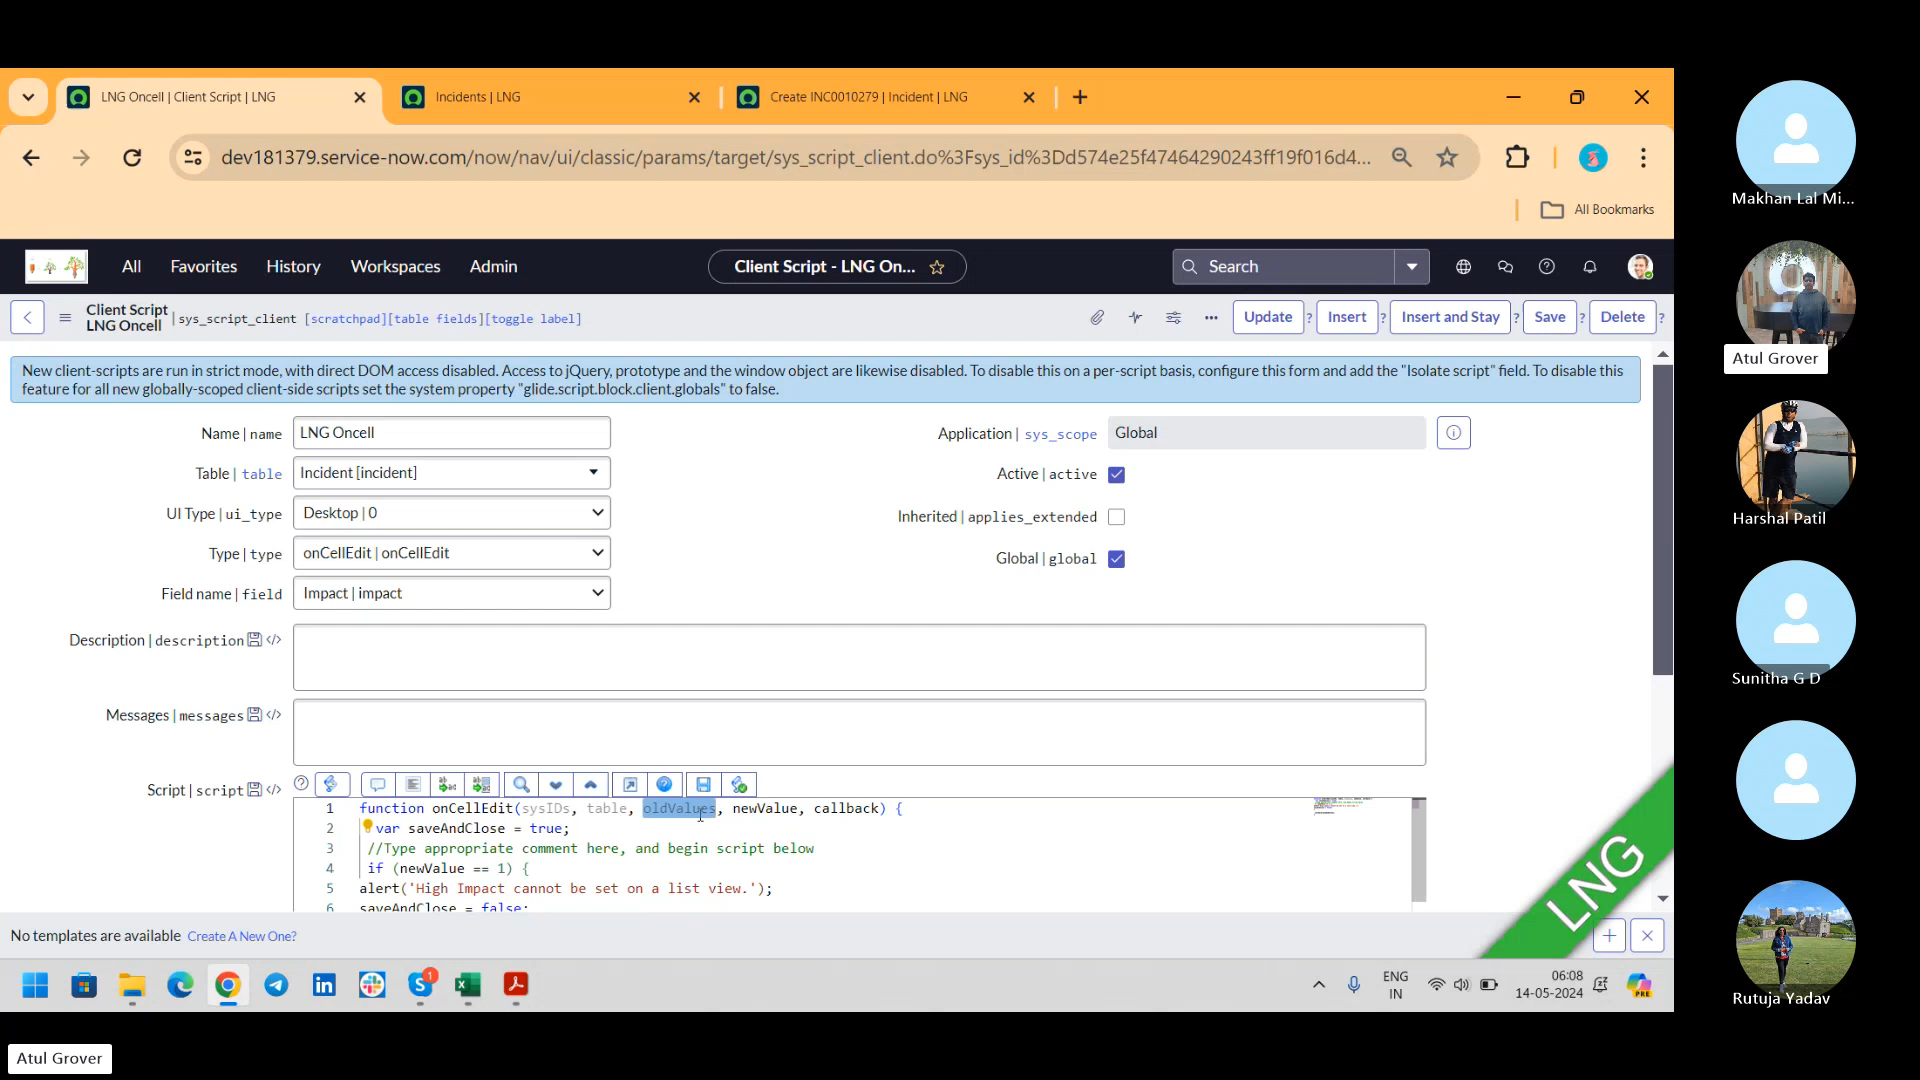 LNG Oncell | Client Script | LNG
Incidents | LNG
Create INC0010279 | Incident | LNG
dev181379.service-now.com/now/nav/ui/classic/params/target/sys_script_client.do%3Fsys_id%3Dd574e25f47464290243ff19f016d4...
All Bookmarks
All Favorites History Workspaces Admin
Client Script - LNG On...
Search
Client Script
LNG Oncell | sys_script_client [scratchpad][table fields][toggle label]
Update ? Insert ? Insert and Stay ? Save ? Delete ?
New client-scripts are run in strict mode, with direct DOM access disabled. Access to jQuery, prototype and the window object are likewise disabled. To disable this on a per-script basis, configure this form and add the "Isolate script" field. To disable this
feature for all new globally-scoped client-side scripts set the system property "glide.script.block.client.globals" to false.
Name | name LNG Oncell
Application | sys_scope Global
Table | table Incident [incident]
Active | active
UI Type | ui_type Desktop | 0
Inherited | applies_extended
Type | type onCellEdit | onCellEdit
Global | global
Field name | field Impact | impact
Description | description
Messages | messages
Script | script
1 function onCellEdit(sysIDs, table, oldValues, newValue, callback) {
2 var saveAndClose = true;
3 //Type appropriate comment here, and begin script below
4 if (newValue == 1) {
5 alert('High Impact cannot be set on a list view.');
6 saveAndClose = false;
LNG
No templates are available Create A New One?
1
PRE
ENG
IN
06:08
14-05-2024
Makhan Lal Mi...
Atul Grover
Harshal Patil
Sunitha G D
Rutuja Yadav
Atul Grover